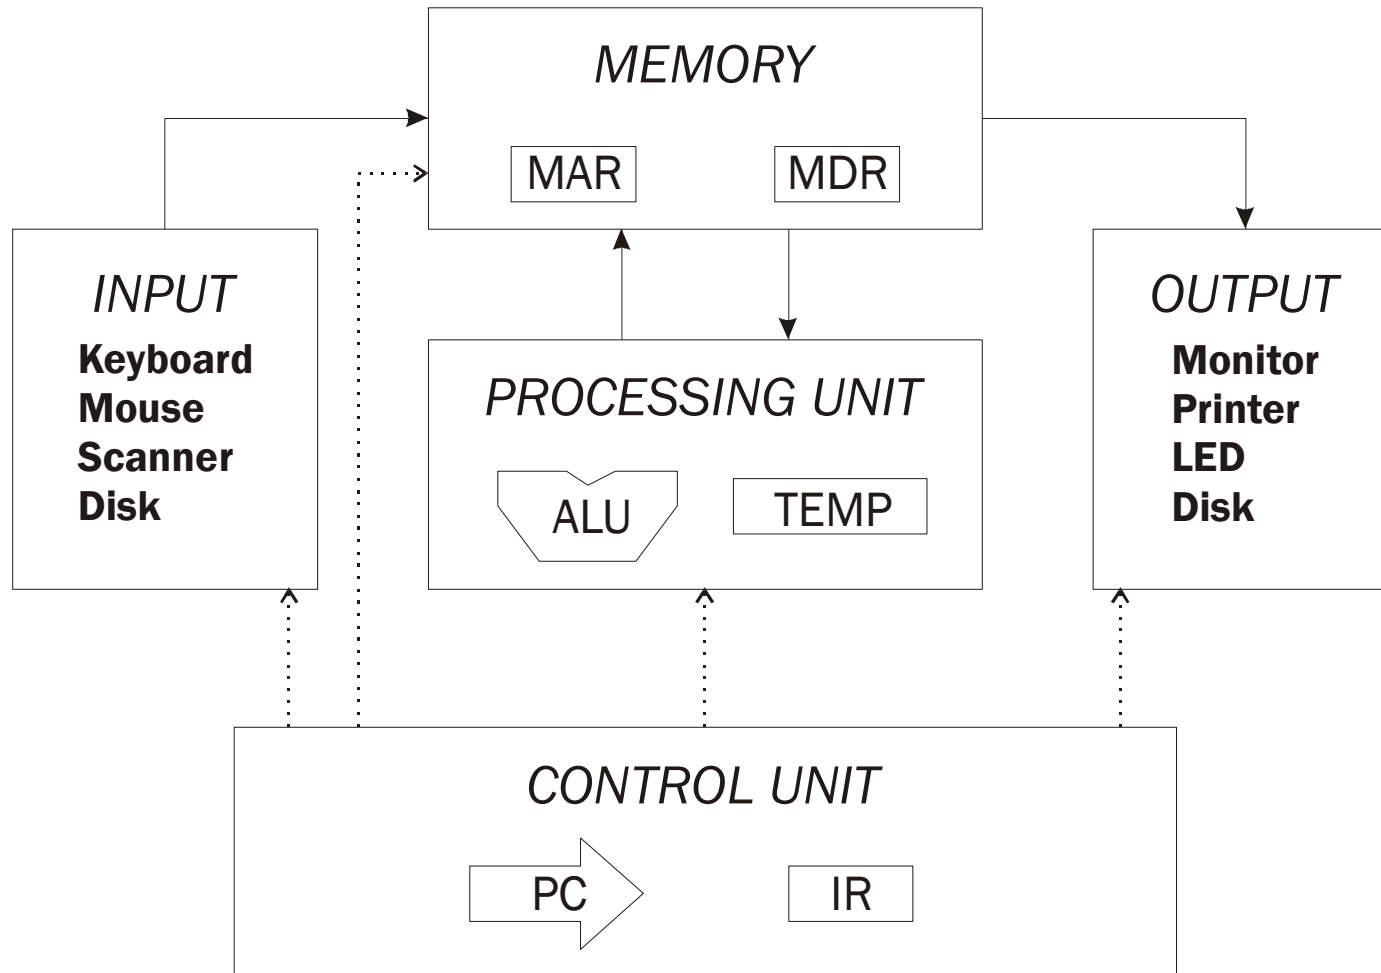 MEMORY
MAR
MDR
INPUT
Keyboard
Mouse
Scanner
Disk
PROCESSING UNIT
ALU
TEMP
OUTPUT
Monitor
Printer
LED
Disk
CONTROL UNIT
PC
IR